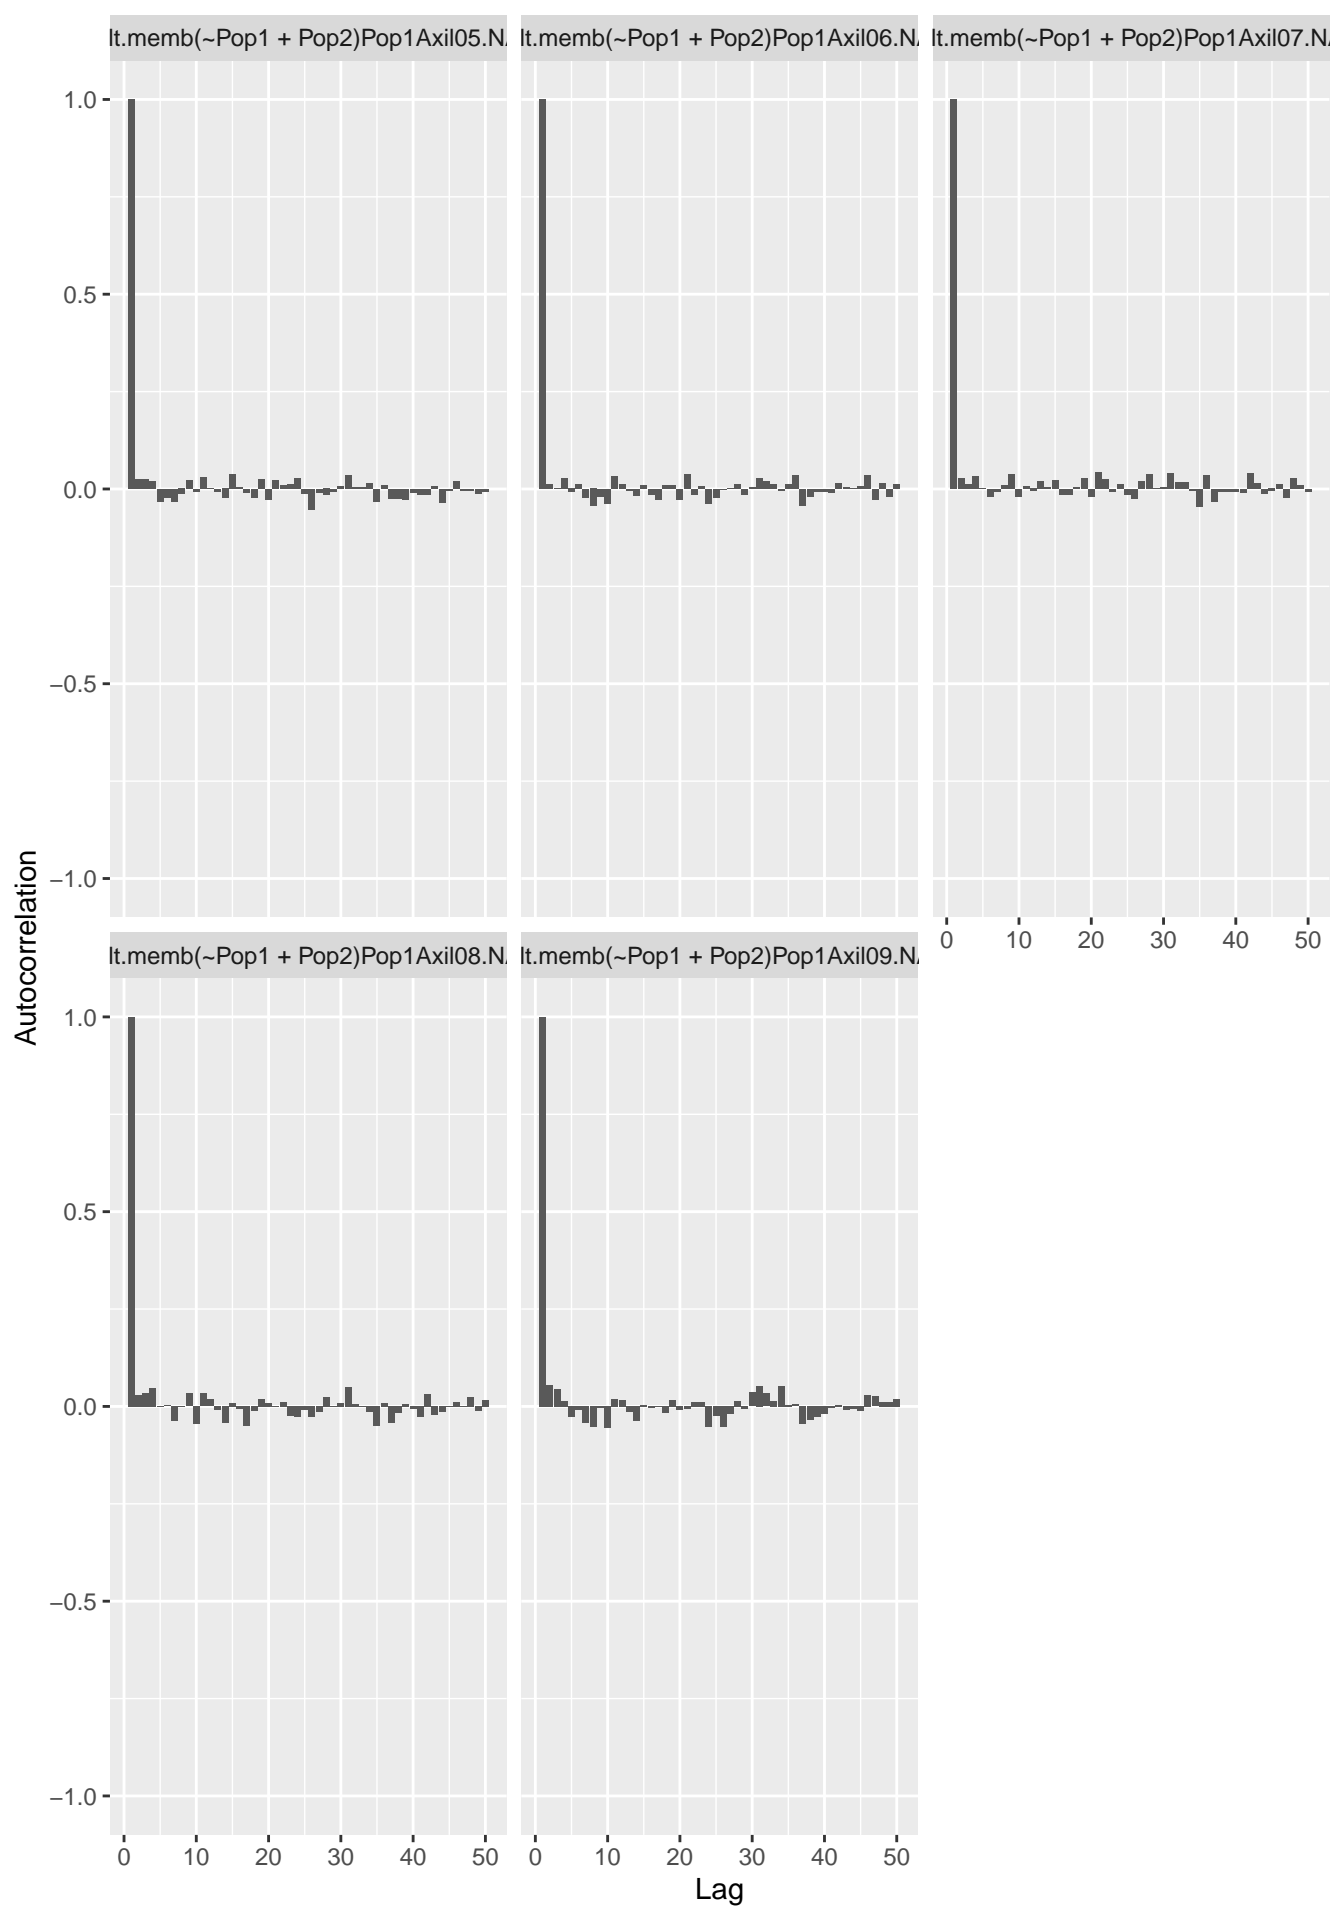 lt.memb(~Pop1 + Pop2)Pop1Axil05.N
lt.memb(~Pop1 + Pop2)Pop1Axil06.N
lt.memb(~Pop1 + Pop2)Pop1Axil07.N
1.0
0.5
0.0
−0.5
−1.0
0 10 20 30 40 50
Autocorrelation
lt.memb(~Pop1 + Pop2)Pop1Axil08.N
lt.memb(~Pop1 + Pop2)Pop1Axil09.N
1.0
0.5
0.0
−0.5
−1.0
0 10 20 30 40 50
0 10 20 30 40 50
Lag